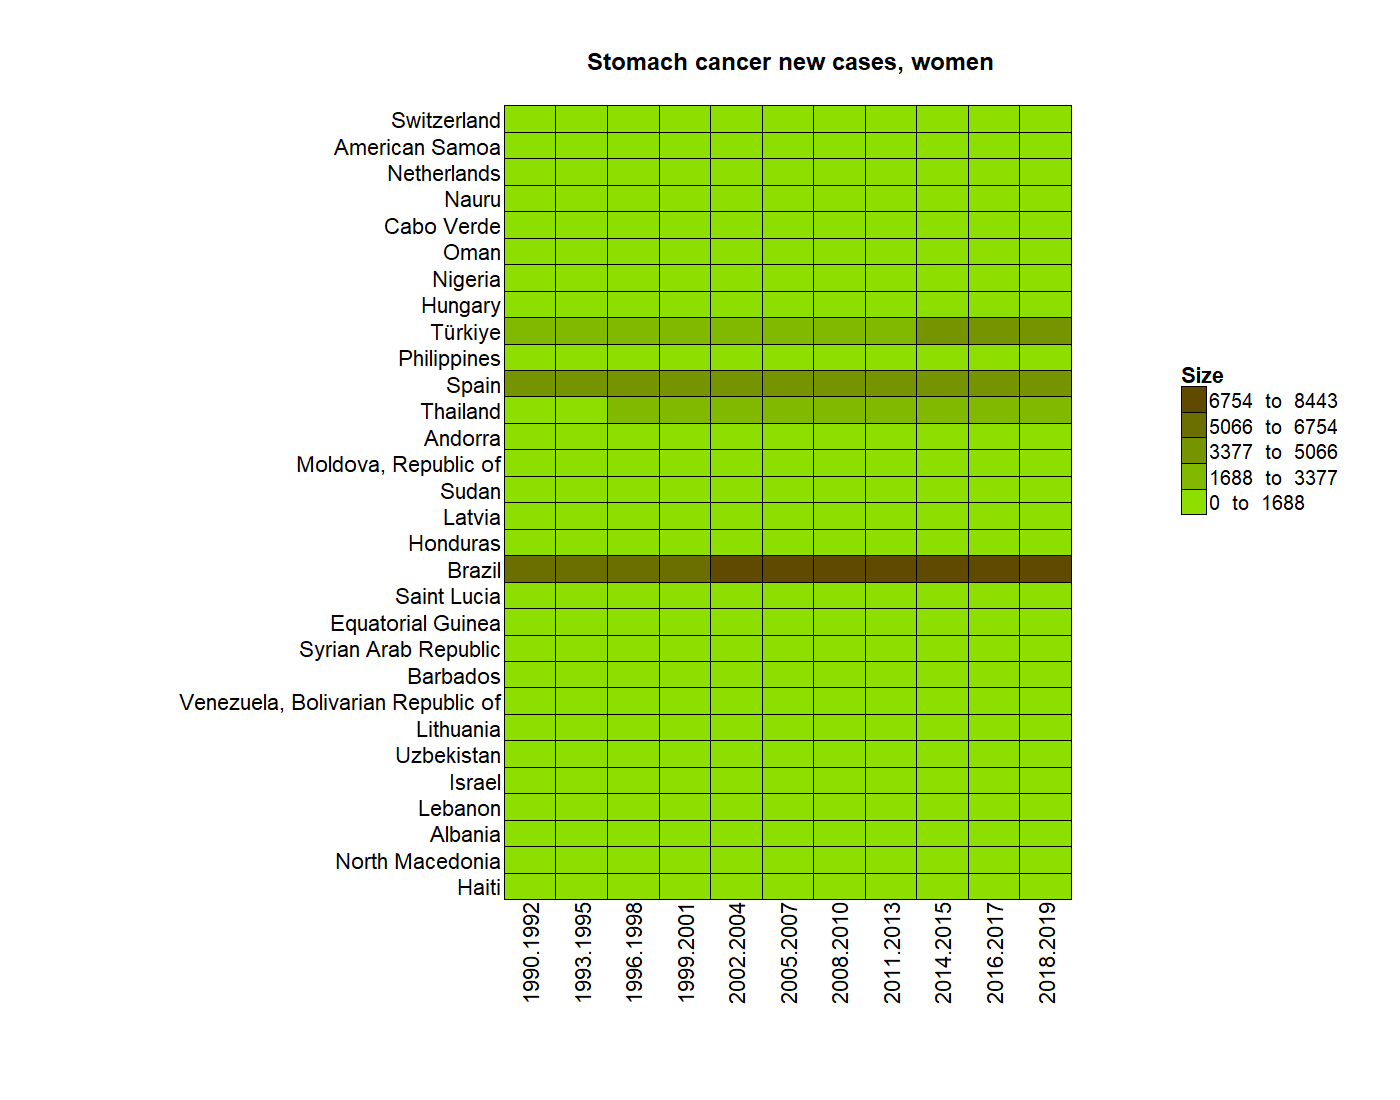 Stomach cancer new cases, women
Switzerland
American Samoa
Netherlands
Nauru
Cabo Verde
Oman
Nigeria
Hungary
Türkiye
Philippines
Spain
Thailand
Andorra
Moldova, Republic of
Sudan
Latvia
Honduras
Brazil
Saint Lucia
Equatorial Guinea
Syrian Arab Republic
Barbados
Venezuela, Bolivarian Republic of
Lithuania
Uzbekistan
Israel
Lebanon
Albania
North Macedonia
Haiti
1990.1992
1993.1995
1996.1998
1999.2001
2002.2004
2005.2007
2008.2010
2011.2013
2014.2015
2016.2017
2018.2019
Size
6754 to 8443
5066 to 6754
3377 to 5066
1688 to 3377
0 to 1688